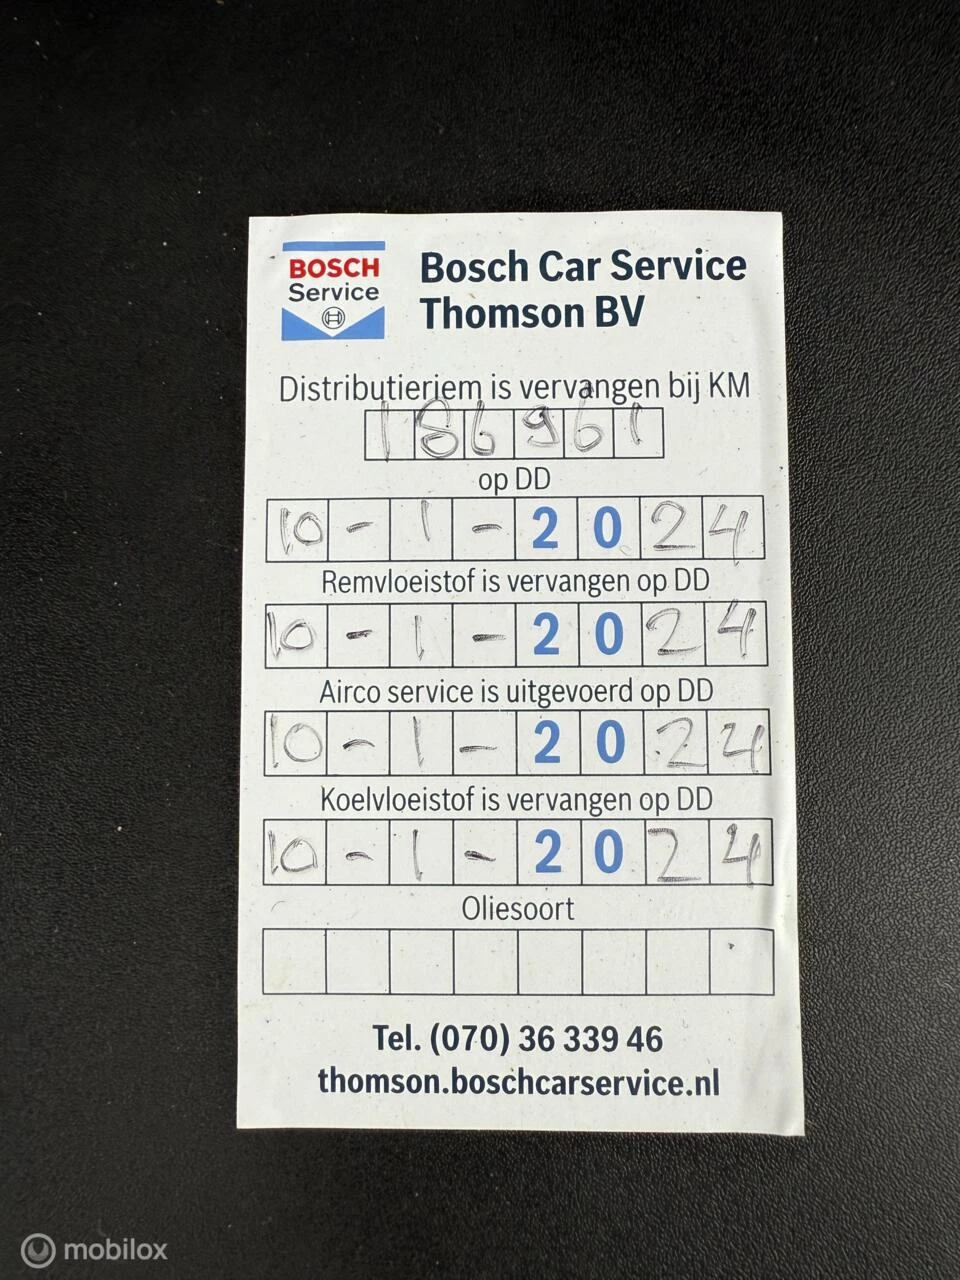 BOSCH
Service
Bosch Car Service
Thomson BV
Distributieriem is vervangen bij KM
186961
op DD
10-1-2024
Remvloeistof is vervangen op DD
10-1-2024
Airco service is uitgevoerd op DD
10-1-2024
Koelvloeistof is vervangen op DD
10-1-2024
Oliesoort
Tel. (070) 36 339 46
thomson.boschcarservice.nl
mobilox